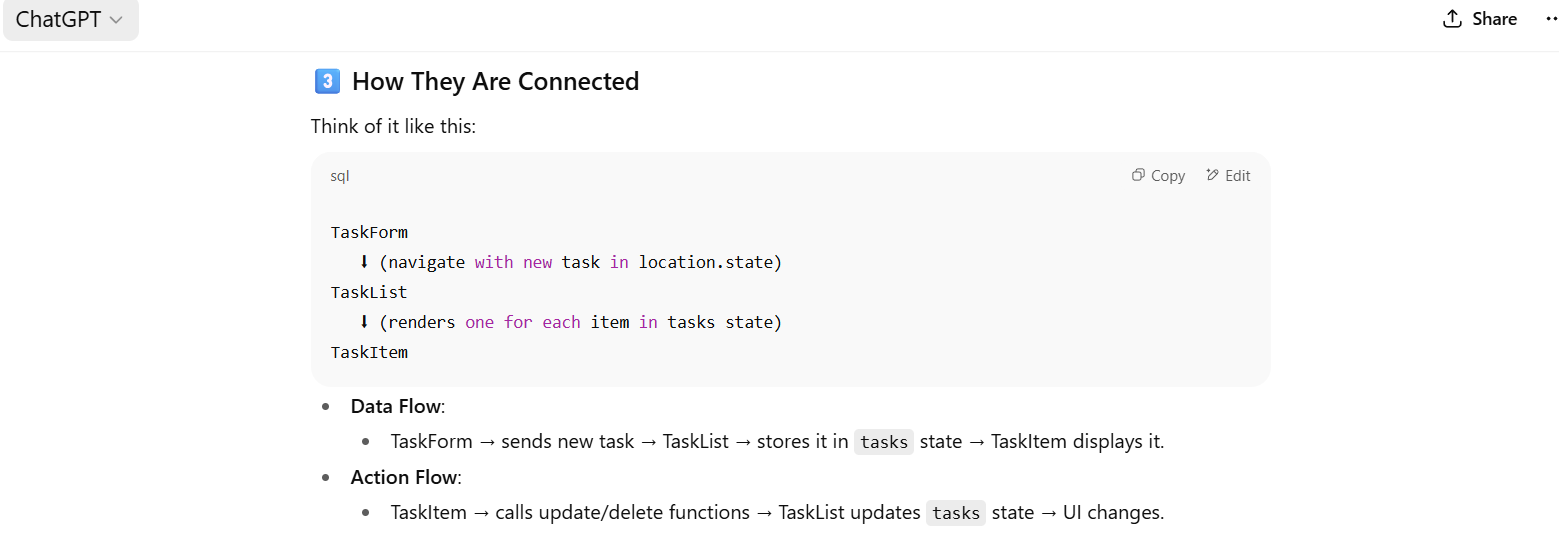 ChatGPT
Share
3 How They Are Connected
Think of it like this:
sql
Copy
Edit
TaskForm
⬇ (navigate with new task in location.state)
TaskList
⬇ (renders one for each item in tasks state)
TaskItem
• Data Flow:
• TaskForm → sends new task → TaskList → stores it in tasks state → TaskItem displays it.
• Action Flow:
• TaskItem → calls update/delete functions → TaskList updates tasks state → UI changes.